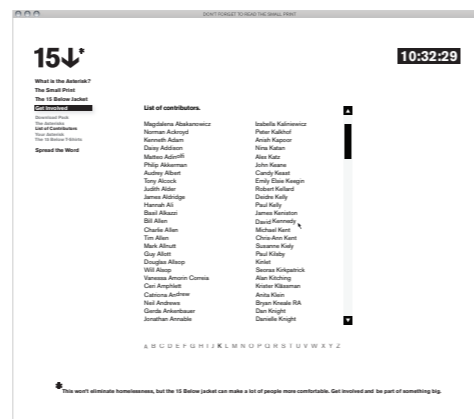 DON'T FORGET TO READ THE SMALL PRINT
15↓*
10:32:29
What is the Asterisk?
The Small Print
The 15 Below Jacket
Get Involved
Download Pack
The Asterisks
List of Contributors
Your Asterisk
The 15 Below T-Shirts
Spread the Word
List of contributors.
Magdalena Abakanowicz
Norman Ackroyd
Kenneth Adam
Daisy Addison
Matteo Adinolfi
Philip Akkerman
Audrey Albert
Tony Alcock
Judith Alder
James Aldridge
Hannah Ali
Basil Alkazzi
Bill Allen
Charlie Allen
Tim Allen
Mark Allnutt
Guy Allott
Douglas Allsop
Will Alsop
Vanessa Amorin Correia
Ceri Amphlett
Catriona Andrew
Neil Andrews
Gerda Ankenbauer
Jonathan Annable
Izabella Kaliniewicz
Peter Kalkhof
Anish Kapoor
Nina Katan
Alex Katz
John Keane
Candy Keast
Emily Elsie Keegin
Robert Kellard
Deidre Kelly
Paul Kelly
James Keniston
David Kennedy
Michael Kent
Chris-Ann Kent
Susanne Kiely
Paul Kilsby
Kinlet
Seoras Kirkpatrick
Alan Kitching
Krister Klässman
Anita Klein
Bryan Kneale RA
Dan Knight
Danielle Knight
A B C D E F G H I J K L M N O P Q R S T U V W X Y Z
*This won't eliminate homelessness, but the 15 Below jacket can make a lot of people more comfortable. Get involved and be part of something big.